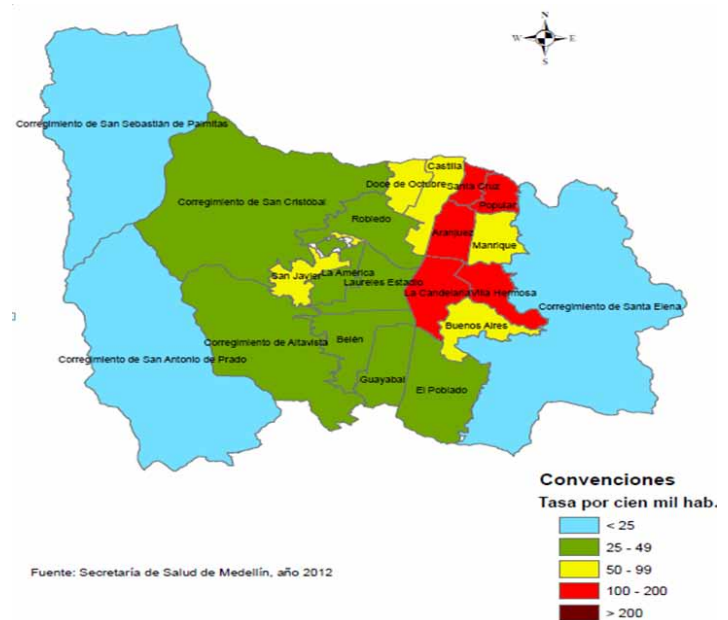 N
W E
S
Corregimiento de San Sebastián de Palmitas
Castilla
Doce de Octubre
Santa Cruz
Popular
Corregimiento de San Cristóbal
Robledo
Aranjuez
Manrique
San Javier
La América
Laureles Estadio
La Candelaria
Villa Hermosa
Corregimiento de Santa Elena
Buenos Aires
Corregimiento de Altavista
Belén
Corregimiento de San Antonio de Prado
Guayabal
El Poblado
Convenciones
Tasa por cien mil hab.
< 25
25 - 49
50 - 99
100 - 200
> 200
Fuente: Secretaría de Salud de Medellín, año 2012